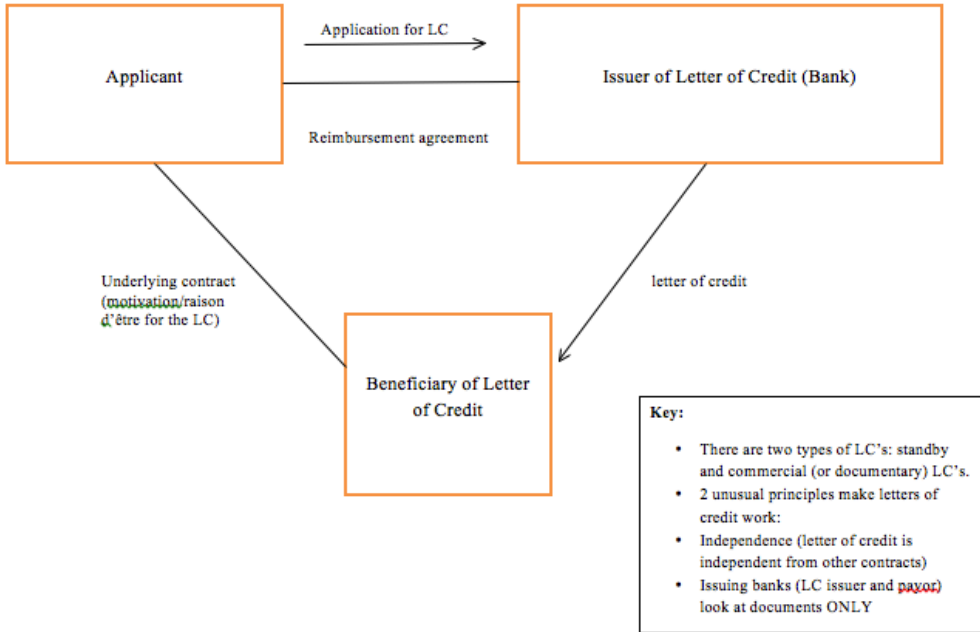 Application for LC
Applicant
Issuer of Letter of Credit (Bank)
Reimbursement agreement
Underlying contract
(motivation/raison
d'être for the LC)
letter of credit
Beneficiary of Letter
of Credit
Key:
• There are two types of LC's: standby
and commercial (or documentary) LC's.
• 2 unusual principles make letters of
credit work:
• Independence (letter of credit is
independent from other contracts)
• Issuing banks (LC issuer and payor)
look at documents ONLY